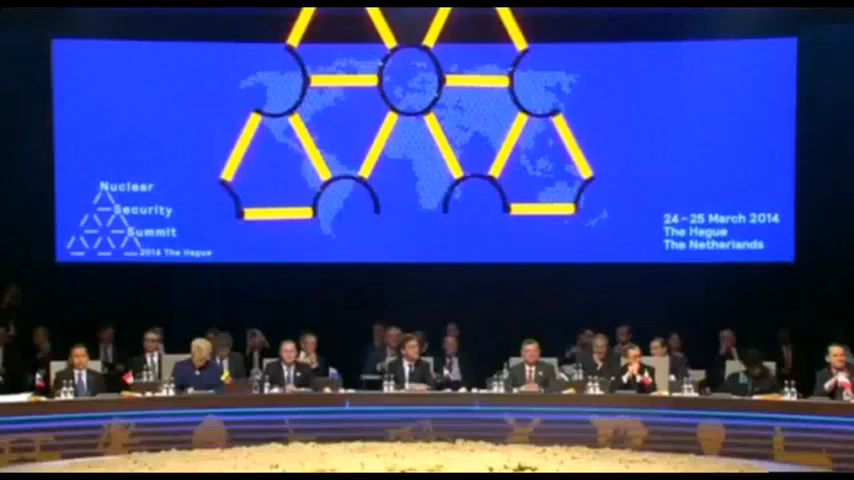 Nuclear
Security
Summit
2014 The Hague
24-25 March 2014
The Hague
The Netherlands